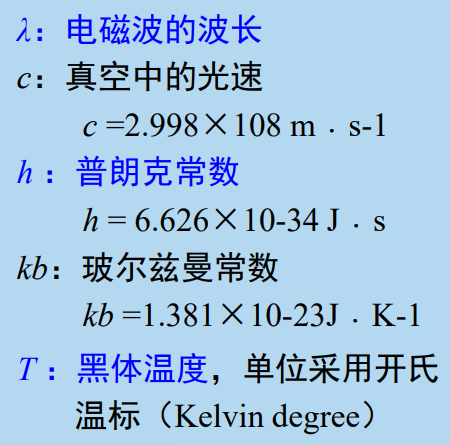 λ：电磁波的波长
c：真空中的光速
c =2.998×108 m﹒s-1
h：普朗克常数
h = 6.626×10-34 J﹒s
kb：玻尔兹曼常数
kb =1.381×10-23J﹒K-1
T：黑体温度，单位采用开氏
温标（Kelvin degree）